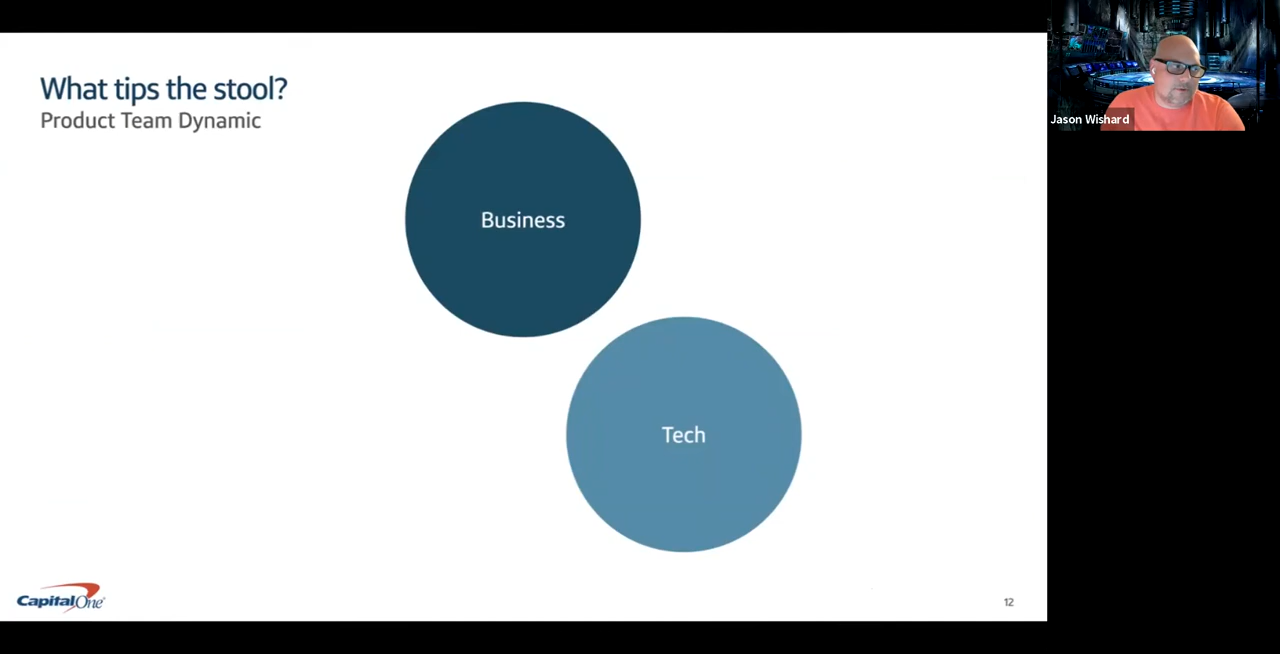 What tips the stool?
Product Team Dynamic
Business
Tech
Capital One
12
Jason Wishard